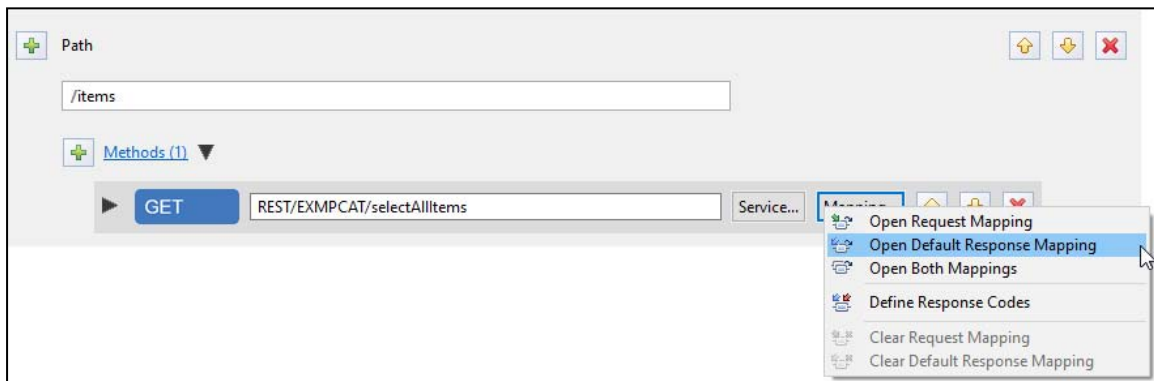 Path
/items
Methods (1)
GET REST/EXMPCAT/selectAllItems Service... Mapping...
Open Request Mapping
Open Default Response Mapping
Open Both Mappings
Define Response Codes
Clear Request Mapping
Clear Default Response Mapping